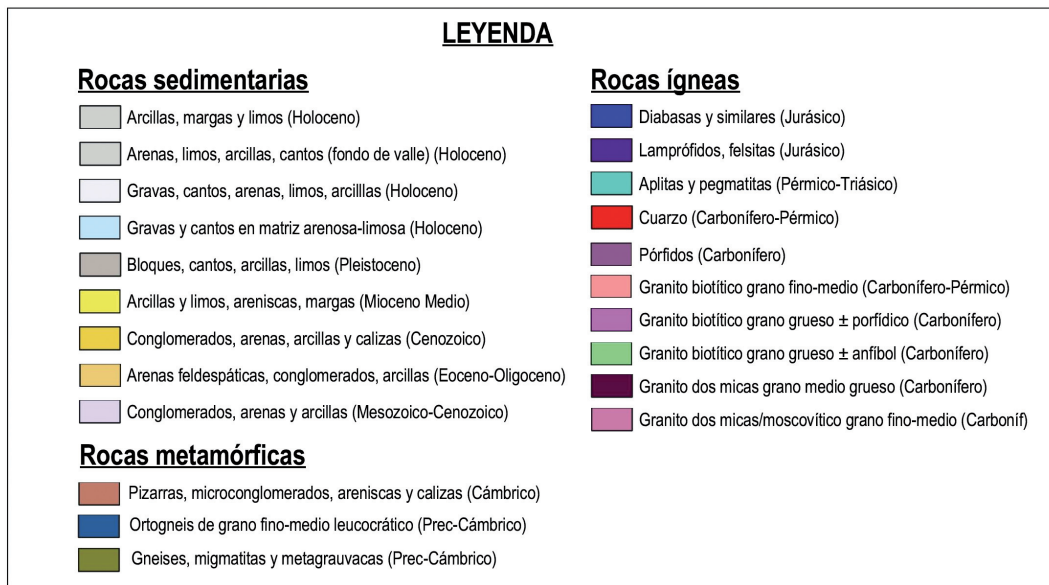 LEYENDA
Rocas sedimentarias
Arcillas, margas y limos (Holoceno)
Arenas, limos, arcillas, cantos (fondo de valle) (Holoceno)
Gravas, cantos, arenas, limos, arcilllas (Holoceno)
Gravas y cantos en matriz arenosa-limosa (Holoceno)
Bloques, cantos, arcillas, limos (Pleistoceno)
Arcillas y limos, areniscas, margas (Mioceno Medio)
Conglomerados, arenas, arcillas y calizas (Cenozoico)
Arenas feldespáticas, conglomerados, arcillas (Eoceno-Oligoceno)
Conglomerados, arenas y arcillas (Mesozoico-Cenozoico)
Rocas metamórficas
Pizarras, microconglomerados, areniscas y calizas (Cámbrico)
Ortogneis de grano fino-medio leucocrático (Prec-Cámbrico)
Gneises, migmatitas y metagrauvacas (Prec-Cámbrico)
Rocas ígneas
Diabasas y similares (Jurásico)
Lamprófidos, felsitas (Jurásico)
Aplitas y pegmatitas (Pérmico-Triásico)
Cuarzo (Carbonífero-Pérmico)
Pórfidos (Carbonífero)
Granito biotítico grano fino-medio (Carbonífero-Pérmico)
Granito biotítico grano grueso ± porfídico (Carbonífero)
Granito biotítico grano grueso ± anfíbol (Carbonífero)
Granito dos micas grano medio grueso (Carbonífero)
Granito dos micas/moscovítico grano fino-medio (Carboníf)